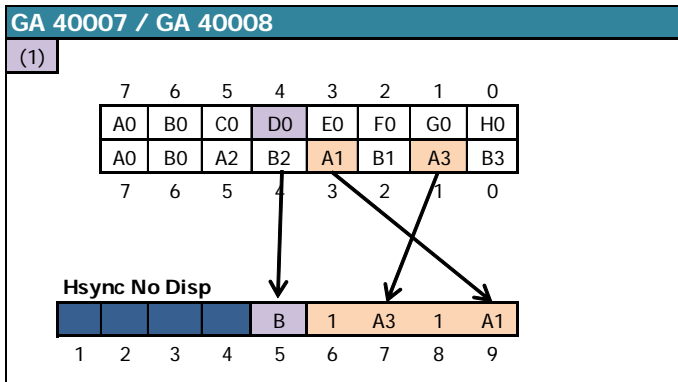 GA 40007 / GA 40008
(1)
7 6 5 4 3 2 1 0
A0 B0 C0 D0 E0 F0 G0 H0
A0 B0 A2 B2 A1 B1 A3 B3
7 6 5 4 3 2 1 0
Hsync No Disp
B 1 A3 1 A1
1 2 3 4 5 6 7 8 9